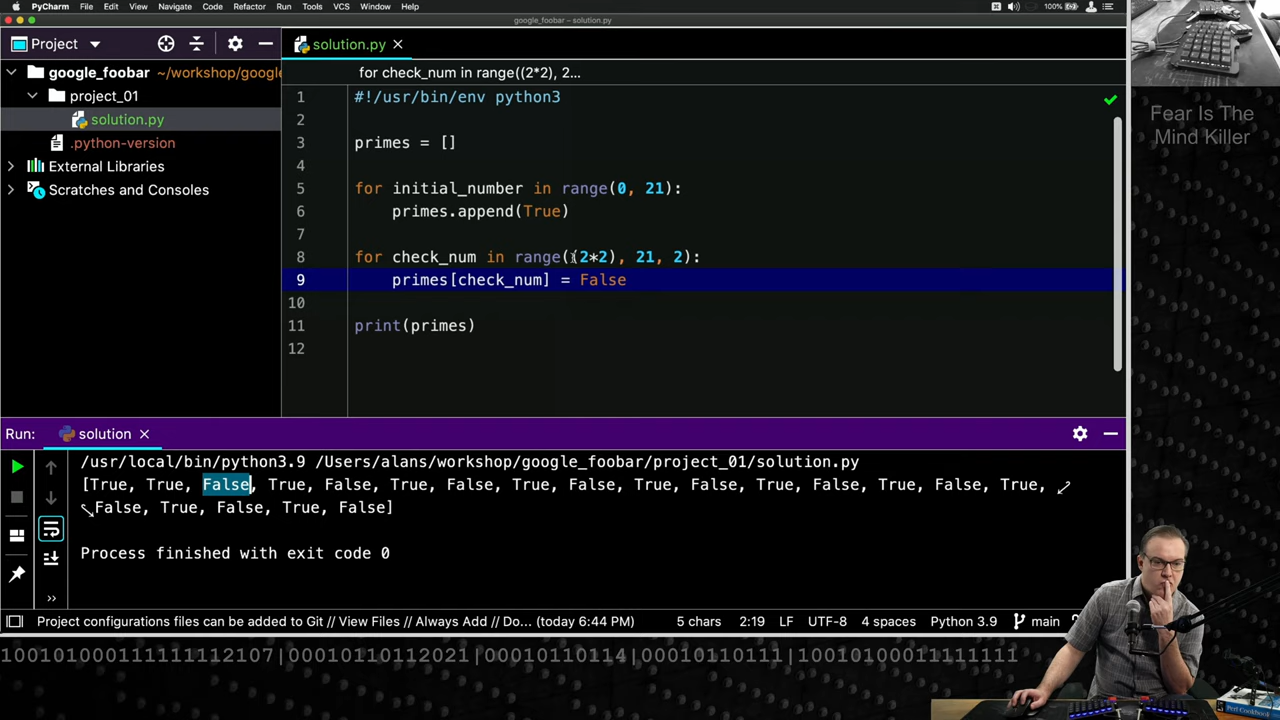 PyCharm File Edit View Navigate Code Refactor Run Tools VCS Window Help
100%
google_foobar – solution.py
Project
solution.py
google_foobar ~/workshop/google
for check_num in range((2*2), 2...
project_01
solution.py
.python-version
External Libraries
Scratches and Consoles
1 #!/usr/bin/env python3
2
3 primes = []
4
5 for initial_number in range(0, 21):
6 primes.append(True)
7
8 for check_num in range((2*2), 21, 2):
9 primes[check_num] = False
10
11 print(primes)
12
Fear Is The
Mind Killer
Run: solution
/usr/local/bin/python3.9 /Users/alans/workshop/google_foobar/project_01/solution.py
[True, True, False, True, False, True, False, True, False, True, False, True, False, True, False, True,
False, True, False, True, False]
Process finished with exit code 0
Project configurations files can be added to Git // View Files // Always Add // Do... (today 6:44 PM)
5 chars 2:19 LF UTF-8 4 spaces Python 3.9 main
Perl Cookbook